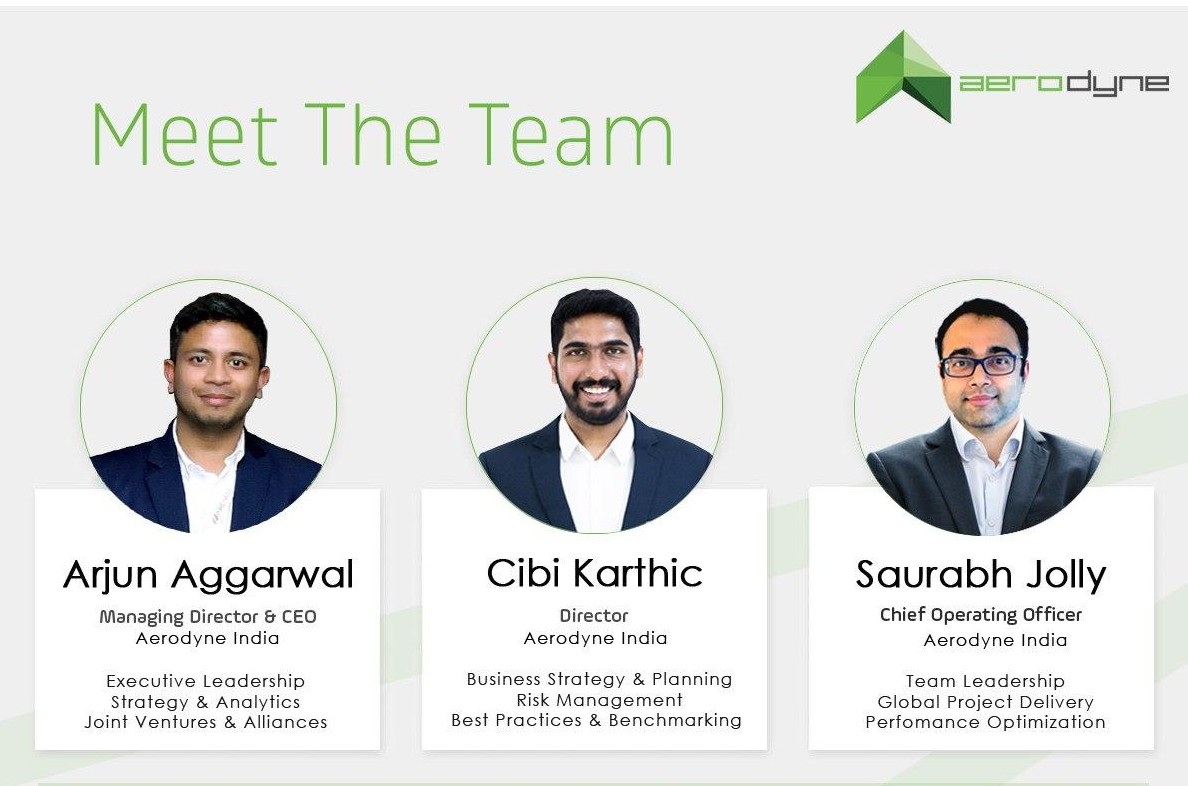 aerodyne
Meet The Team
Arjun Aggarwal
Managing Director & CEO
Aerodyne India
Executive Leadership
Strategy & Analytics
Joint Ventures & Alliances
Cibi Karthic
Director
Aerodyne India
Business Strategy & Planning
Risk Management
Best Practices & Benchmarking
Saurabh Jolly
Chief Operating Officer
Aerodyne India
Team Leadership
Global Project Delivery
Perfomance Optimization